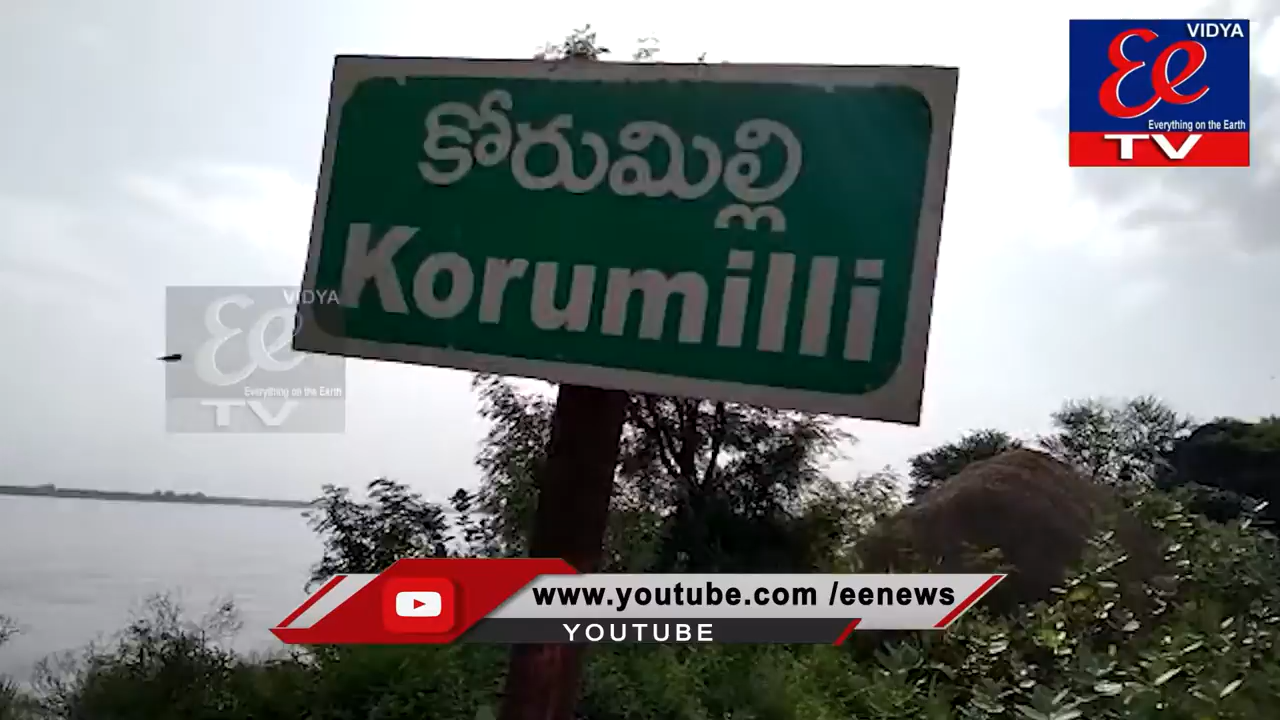 కోరుమిల్లి
Korumilli
VIDYA
Ee
Everything on the Earth
TV
VIDYA
Ee
Everything on the Earth
TV
www.youtube.com /eenews
YOUTUBE